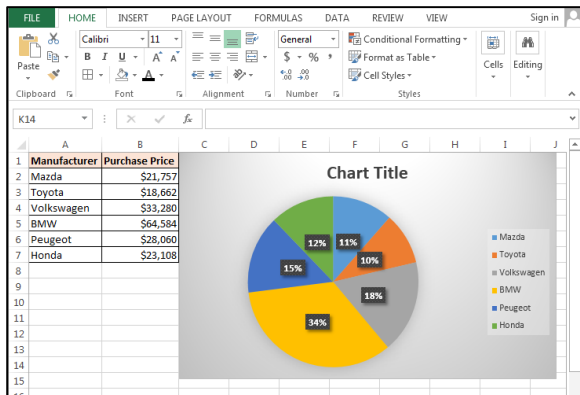 FILE HOME INSERT PAGE LAYOUT FORMULAS DATA REVIEW VIEW Sign in
Calibri 11 General Conditional Formatting
Paste B I U A A $ % , Format as Table Cells Editing
A Cell Styles
Clipboard Font Alignment Number Styles
K14 fx
A B C D E F G H I J
1 Manufacturer Purchase Price
2 Mazda $21,757
3 Toyota $18,662
4 Volkswagen $33,280
5 BMW $64,584
6 Peugeot $28,060
7 Honda $23,108
8
9
10
11
12
13
14
15
Chart Title
12% 11%
10%
15%
18%
34%
Mazda
Toyota
Volkswagen
BMW
Peugeot
Honda